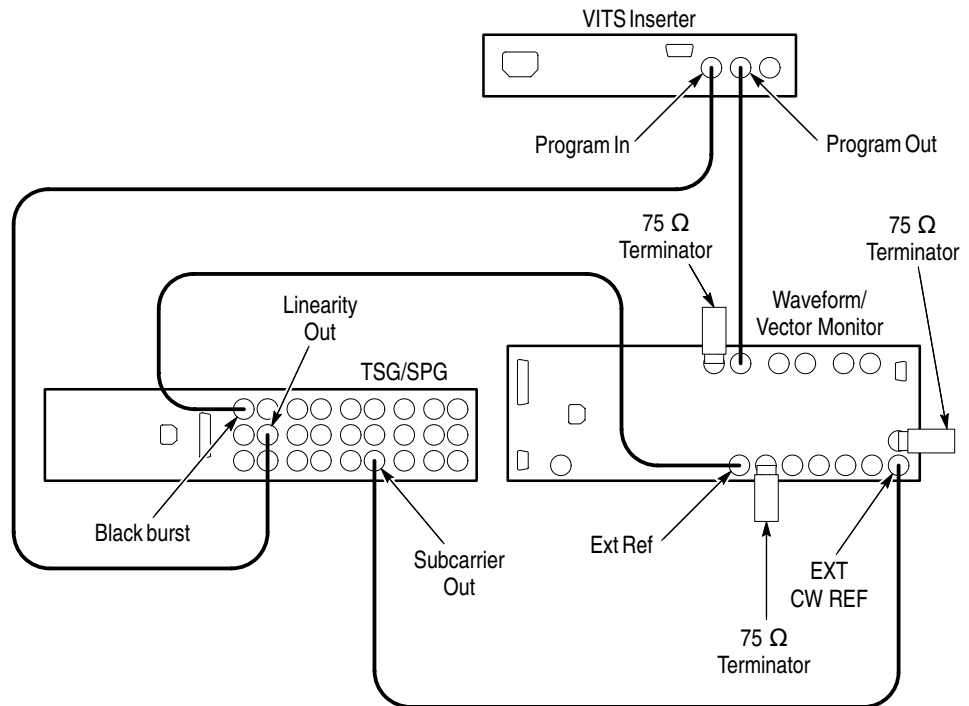 VITS Inserter
Program In
Program Out
75 Ω
Terminator
75 Ω
Terminator
Linearity
Out
Waveform/
Vector Monitor
TSG/SPG
Black burst
Subcarrier
Out
Ext Ref
EXT
CW REF
75 Ω
Terminator